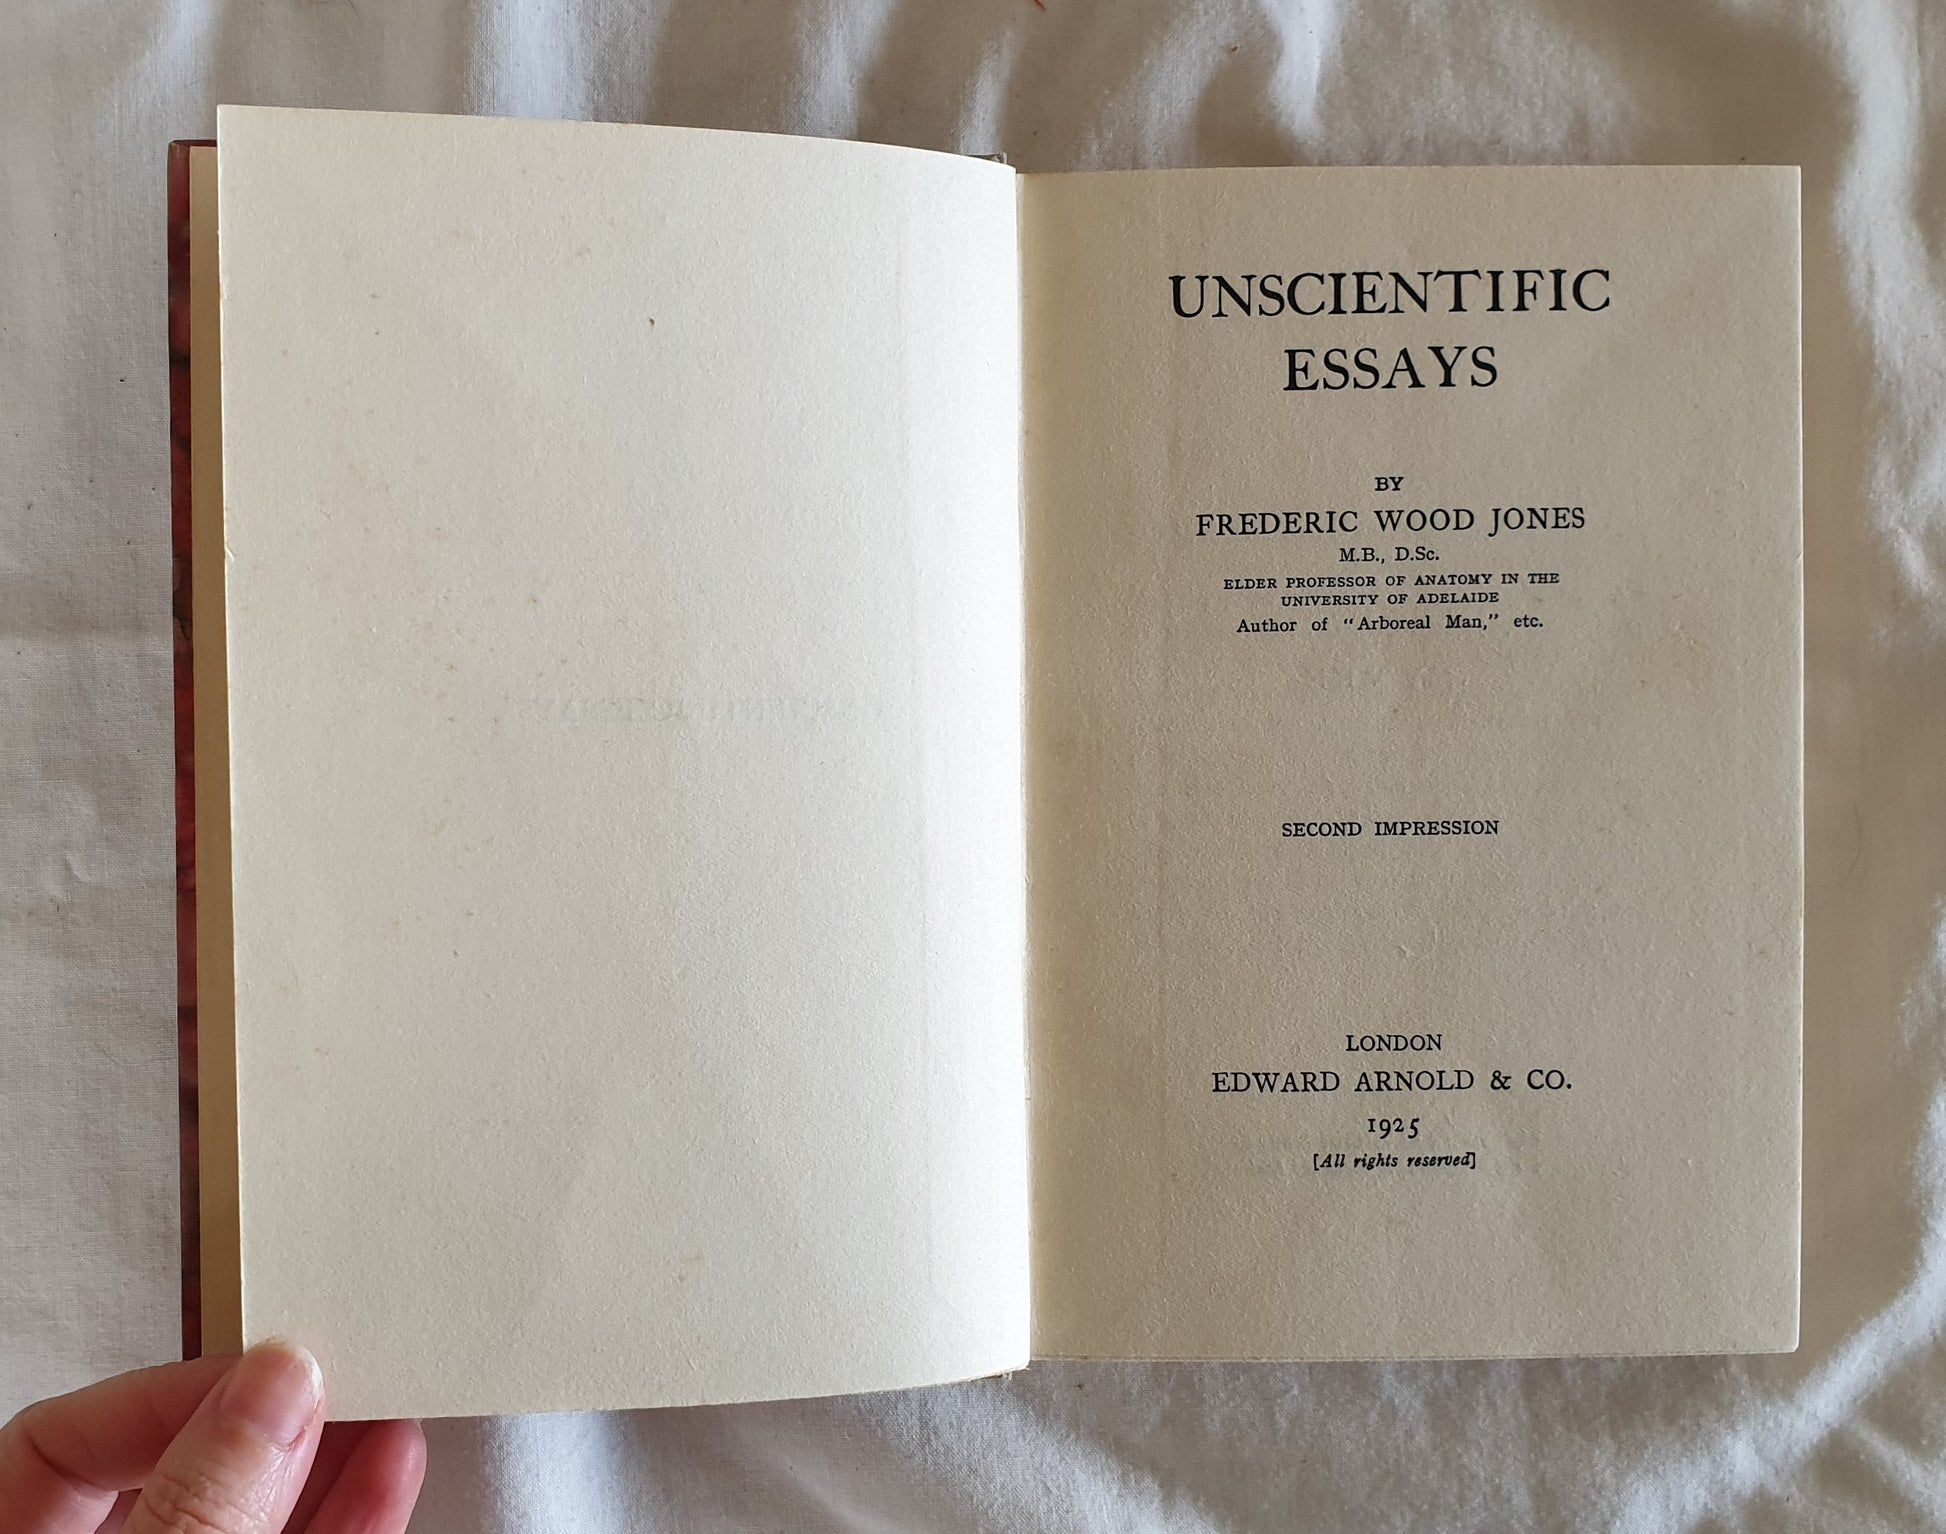 UNSCIENTIFIC
ESSAYS
BY
FREDERIC WOOD JONES
M.B., D.Sc.
ELDER PROFESSOR OF ANATOMY IN THE
UNIVERSITY OF ADELAIDE
Author of "Arboreal Man," etc.
SECOND IMPRESSION
LONDON
EDWARD ARNOLD & CO.
1925
[All rights reserved]